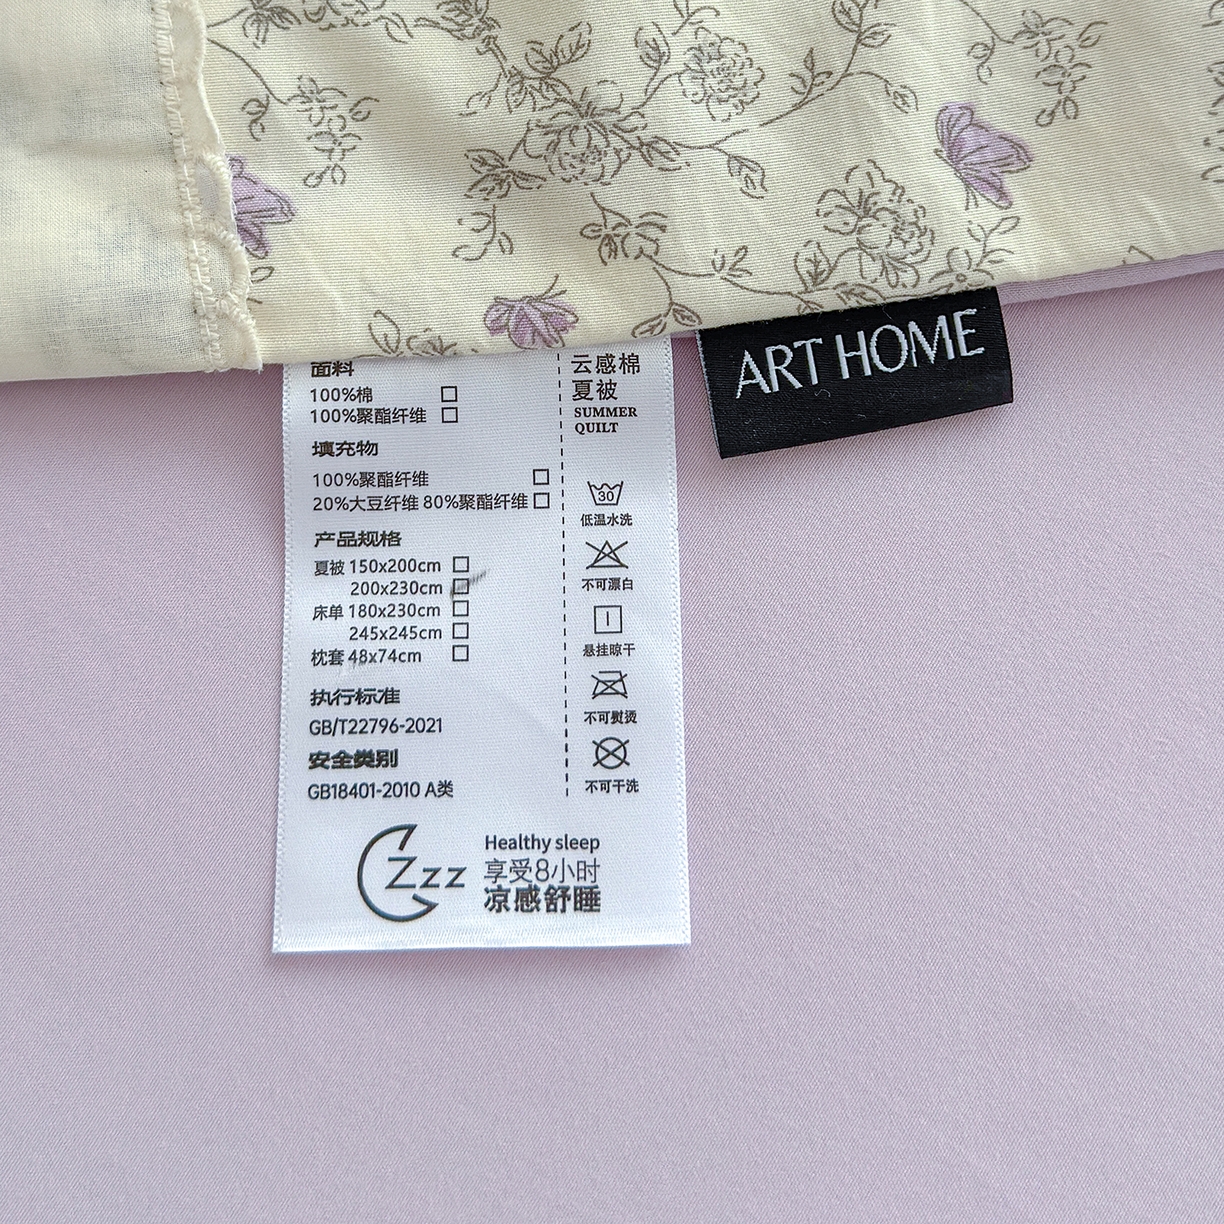 面料
100%棉 □
100%聚酯纤维 □
填充物
100%聚酯纤维 □
20%大豆纤维 80%聚酯纤维 □
产品规格
夏被 150x200cm □
200x230cm □
床单 180x230cm □
245x245cm □
枕套 48x74cm □
执行标准
GB/T22796-2021
安全类别
GB18401-2010 A类
云感棉
夏被
SUMMER
QUILT
30
低温水洗
不可漂白
悬挂晾干
不可熨烫
不可干洗
Zzzz
Healthy sleep
享受8小时
凉感舒睡
ART HOME